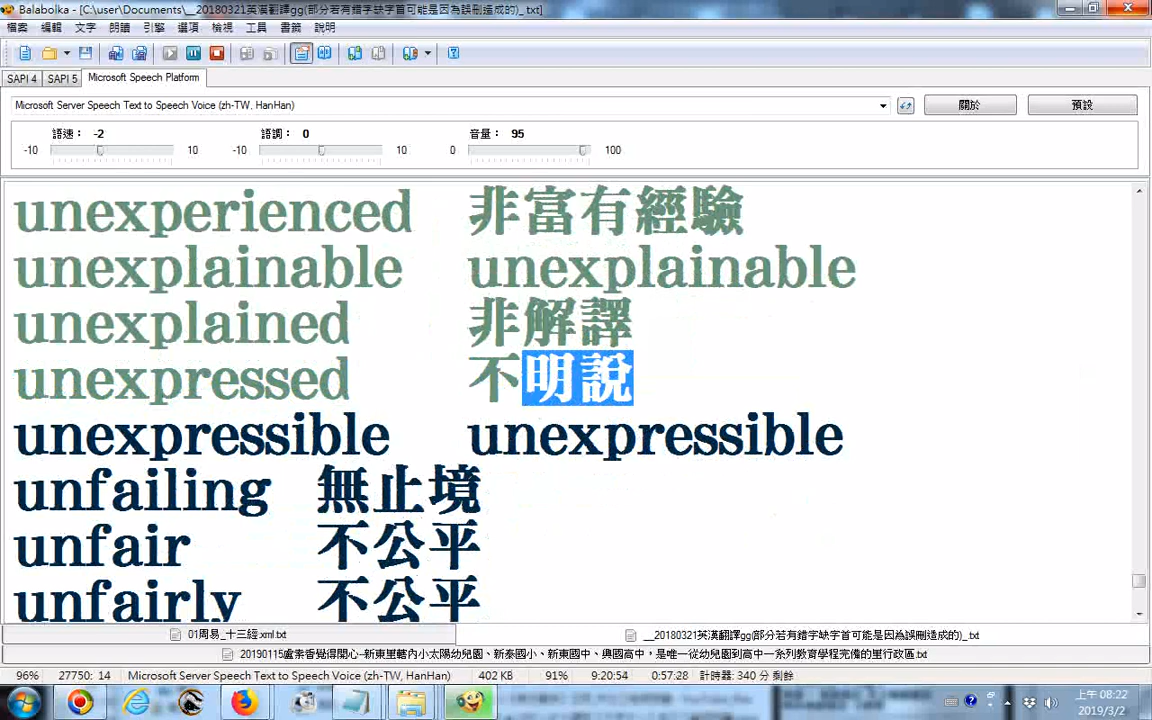 Balabolka - [C:\user\Documents\__20180321英漢翻譯gg(部分若有錯字缺字首可能是因為誤刪造成的)_.txt]
檔案 編輯 文字 朗讀 引擎 選項 檢視 工具 書籤 說明
SAPI 4 SAPI 5 Microsoft Speech Platform
Microsoft Server Speech Text to Speech Voice (zh-TW, HanHan) 關於 預設
語速： -2 語調： 0 音量： 95
-10 10 -10 10 0 100
unexperienced 非富有經驗
unexplainable unexplainable
unexplained 非解譯
unexpressed 不明說
unexpressible unexpressible
unfailing 無止境
unfair 不公平
unfairly 不公平
01周易_十三經.xml.txt __20180321英漢翻譯gg(部分若有錯字缺字首可能是因為誤刪造成的)_.txt
20190115盧素香覺得開心-新東里轄內小太陽幼兒園、新泰國小、新東國中、興國高中，是唯一從幼兒園到高中一系列教育學程完備的里行政區.txt
96% 27750: 14 Microsoft Server Speech Text to Speech Voice (zh-TW, HanHan) 402 KB 91% 9:20:54 0:57:28 計時器: 340 分 剩餘
上午 08:22
2019/3/2